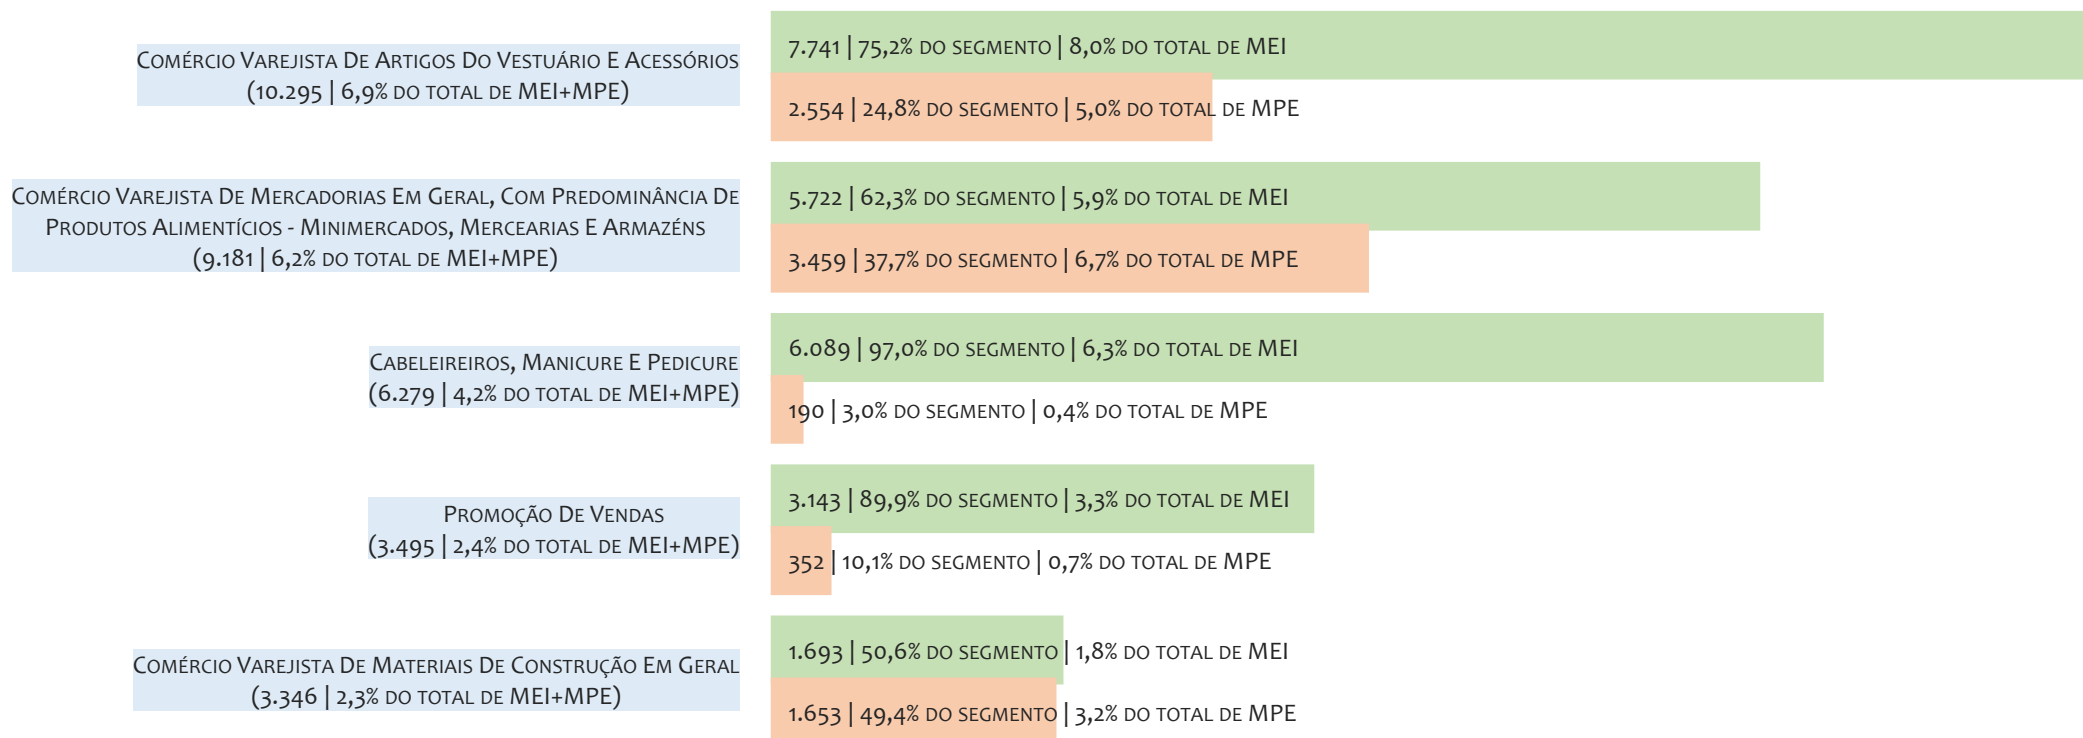 Comércio Varejista De Artigos Do Vestuário E Acessórios
(10.295 | 6,9% do total de MEI+MPE)
7.741 | 75,2% do segmento | 8,0% do total de MEI
2.554 | 24,8% do segmento | 5,0% do total de MPE
Comércio Varejista De Mercadorias Em Geral, Com Predominância De
Produtos Alimentícios - Minimercados, Mercearias E Armazéns
(9.181 | 6,2% do total de MEI+MPE)
5.722 | 62,3% do segmento | 5,9% do total de MEI
3.459 | 37,7% do segmento | 6,7% do total de MPE
Cabeleireiros, Manicure E Pedicure
(6.279 | 4,2% do total de MEI+MPE)
6.089 | 97,0% do segmento | 6,3% do total de MEI
190 | 3,0% do segmento | 0,4% do total de MPE
Promoção De Vendas
(3.495 | 2,4% do total de MEI+MPE)
3.143 | 89,9% do segmento | 3,3% do total de MEI
352 | 10,1% do segmento | 0,7% do total de MPE
Comércio Varejista De Materiais De Construção Em Geral
(3.346 | 2,3% do total de MEI+MPE)
1.693 | 50,6% do segmento | 1,8% do total de MEI
1.653 | 49,4% do segmento | 3,2% do total de MPE